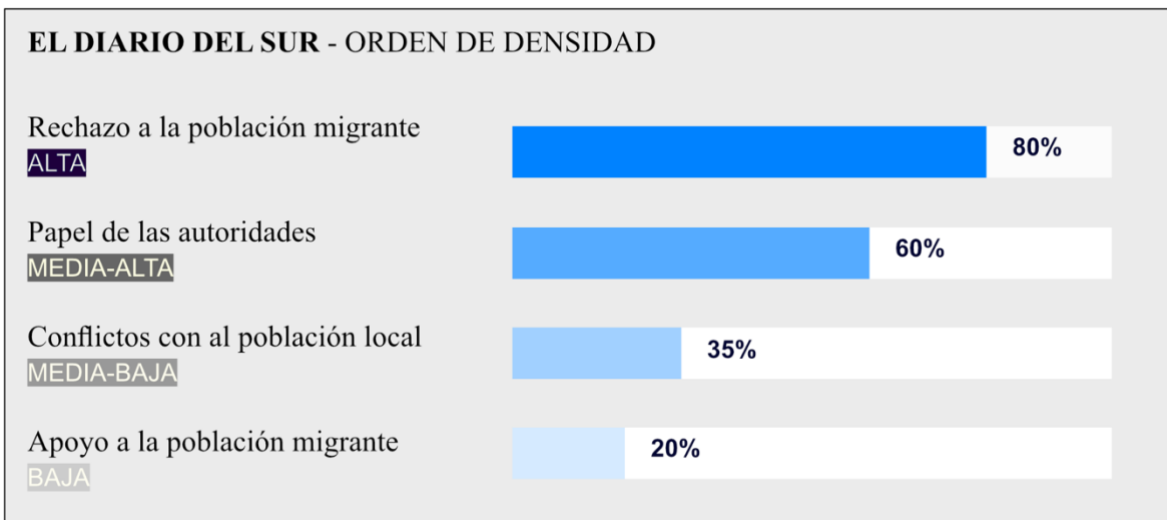 EL DIARIO DEL SUR - ORDEN DE DENSIDAD
Rechazo a la población migrante
ALTA
80%
Papel de las autoridades
MEDIA-ALTA
60%
Conflictos con al población local
MEDIA-BAJA
35%
Apoyo a la población migrante
BAJA
20%